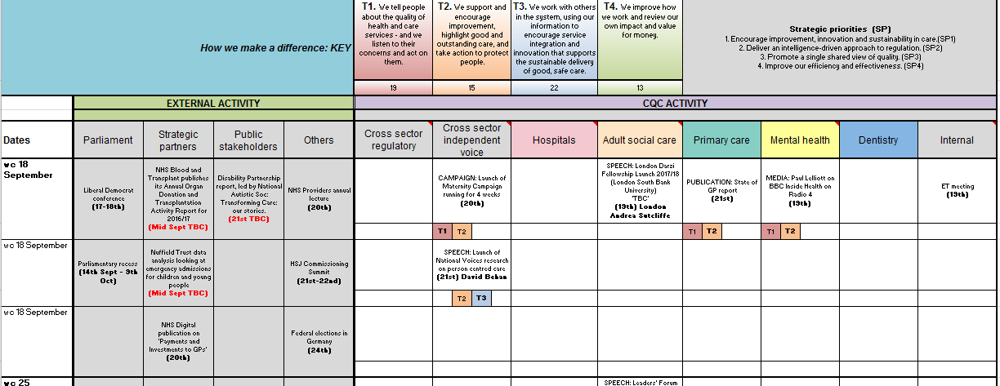 How we make a difference: KEY
T1. We tell people
about the quality of
health and care
services - and we
listen to their
concerns and act on
them.
T2. We support and
encourage
improvement,
highlight good and
outstanding care, and
take action to protect
people.
T3. We work with others
in the system, using our
information to
encourage service
integration and
innovation that supports
the sustainable delivery
of good, safe care.
T4. We improve how
we work and review our
own impact and value
for money.
Strategic priorities (SP)
1. Encourage improvement, innovation and sustainability in care.(SP1)
2. Deliver an intelligence-driven approach to regulation. (SP2)
3. Promote a single shared view of quality. (SP3)
4. Improve our efficiency and effectiveness. (SP4)
19
15
22
13
EXTERNAL ACTIVITY
CQC ACTIVITY
Dates
Parliament
Strategic
partners
Public
stakeholders
Others
Cross sector
regulatory
Cross sector
independent
voice
Hospitals
Adult social care
Primary care
Mental health
Dentistry
Internal
wc 18
September
Liberal Democrat
conference
(17-18th)
NHS Blood and
Transplant publishes
its Annual Organ
Donation and
Transplantation
Activity Report for
2016/17
(Mid Sept TBC)
Disability Partnership
report, led by National
Autistic Soc:
Transforming Care:
our stories.
(21st TBC)
NHS Providers annual
lecture
(20th)
CAMPAIGN: Launch of
Maternity Campaign
running for 4 weeks
(20th)
SPEECH: London Darzi
Fellowship Launch 2017/18
(London South Bank
University)
'TBC'
(19th) London
Andrea Sutcliffe
PUBLICATION: State of
GP report
(21st)
MEDIA: Paul Lelliott on
BBC Inside Health on
Radio 4
(19th)
ET meeting
(19th)
T1 T2
T1 T2
T1 T2
wc 18 September
Parliamentary recess
(14th Sept - 9th
Oct)
Nuffield Trust data
analysis looking at
emergency admissions
for children and young
people
(Mid Sept TBC)
HSJ Commissioning
Summit
(21st-22nd)
SPEECH: Launch of
National Voices research
on person centred care
(21st) David Behan
T2 T3
wc 18 September
NHS Digital
publication on
'Payments and
Investments to GPs'
(20th)
Federal elections in
Germany
(24th)
wc 25
SPEECH: Leaders' Forum